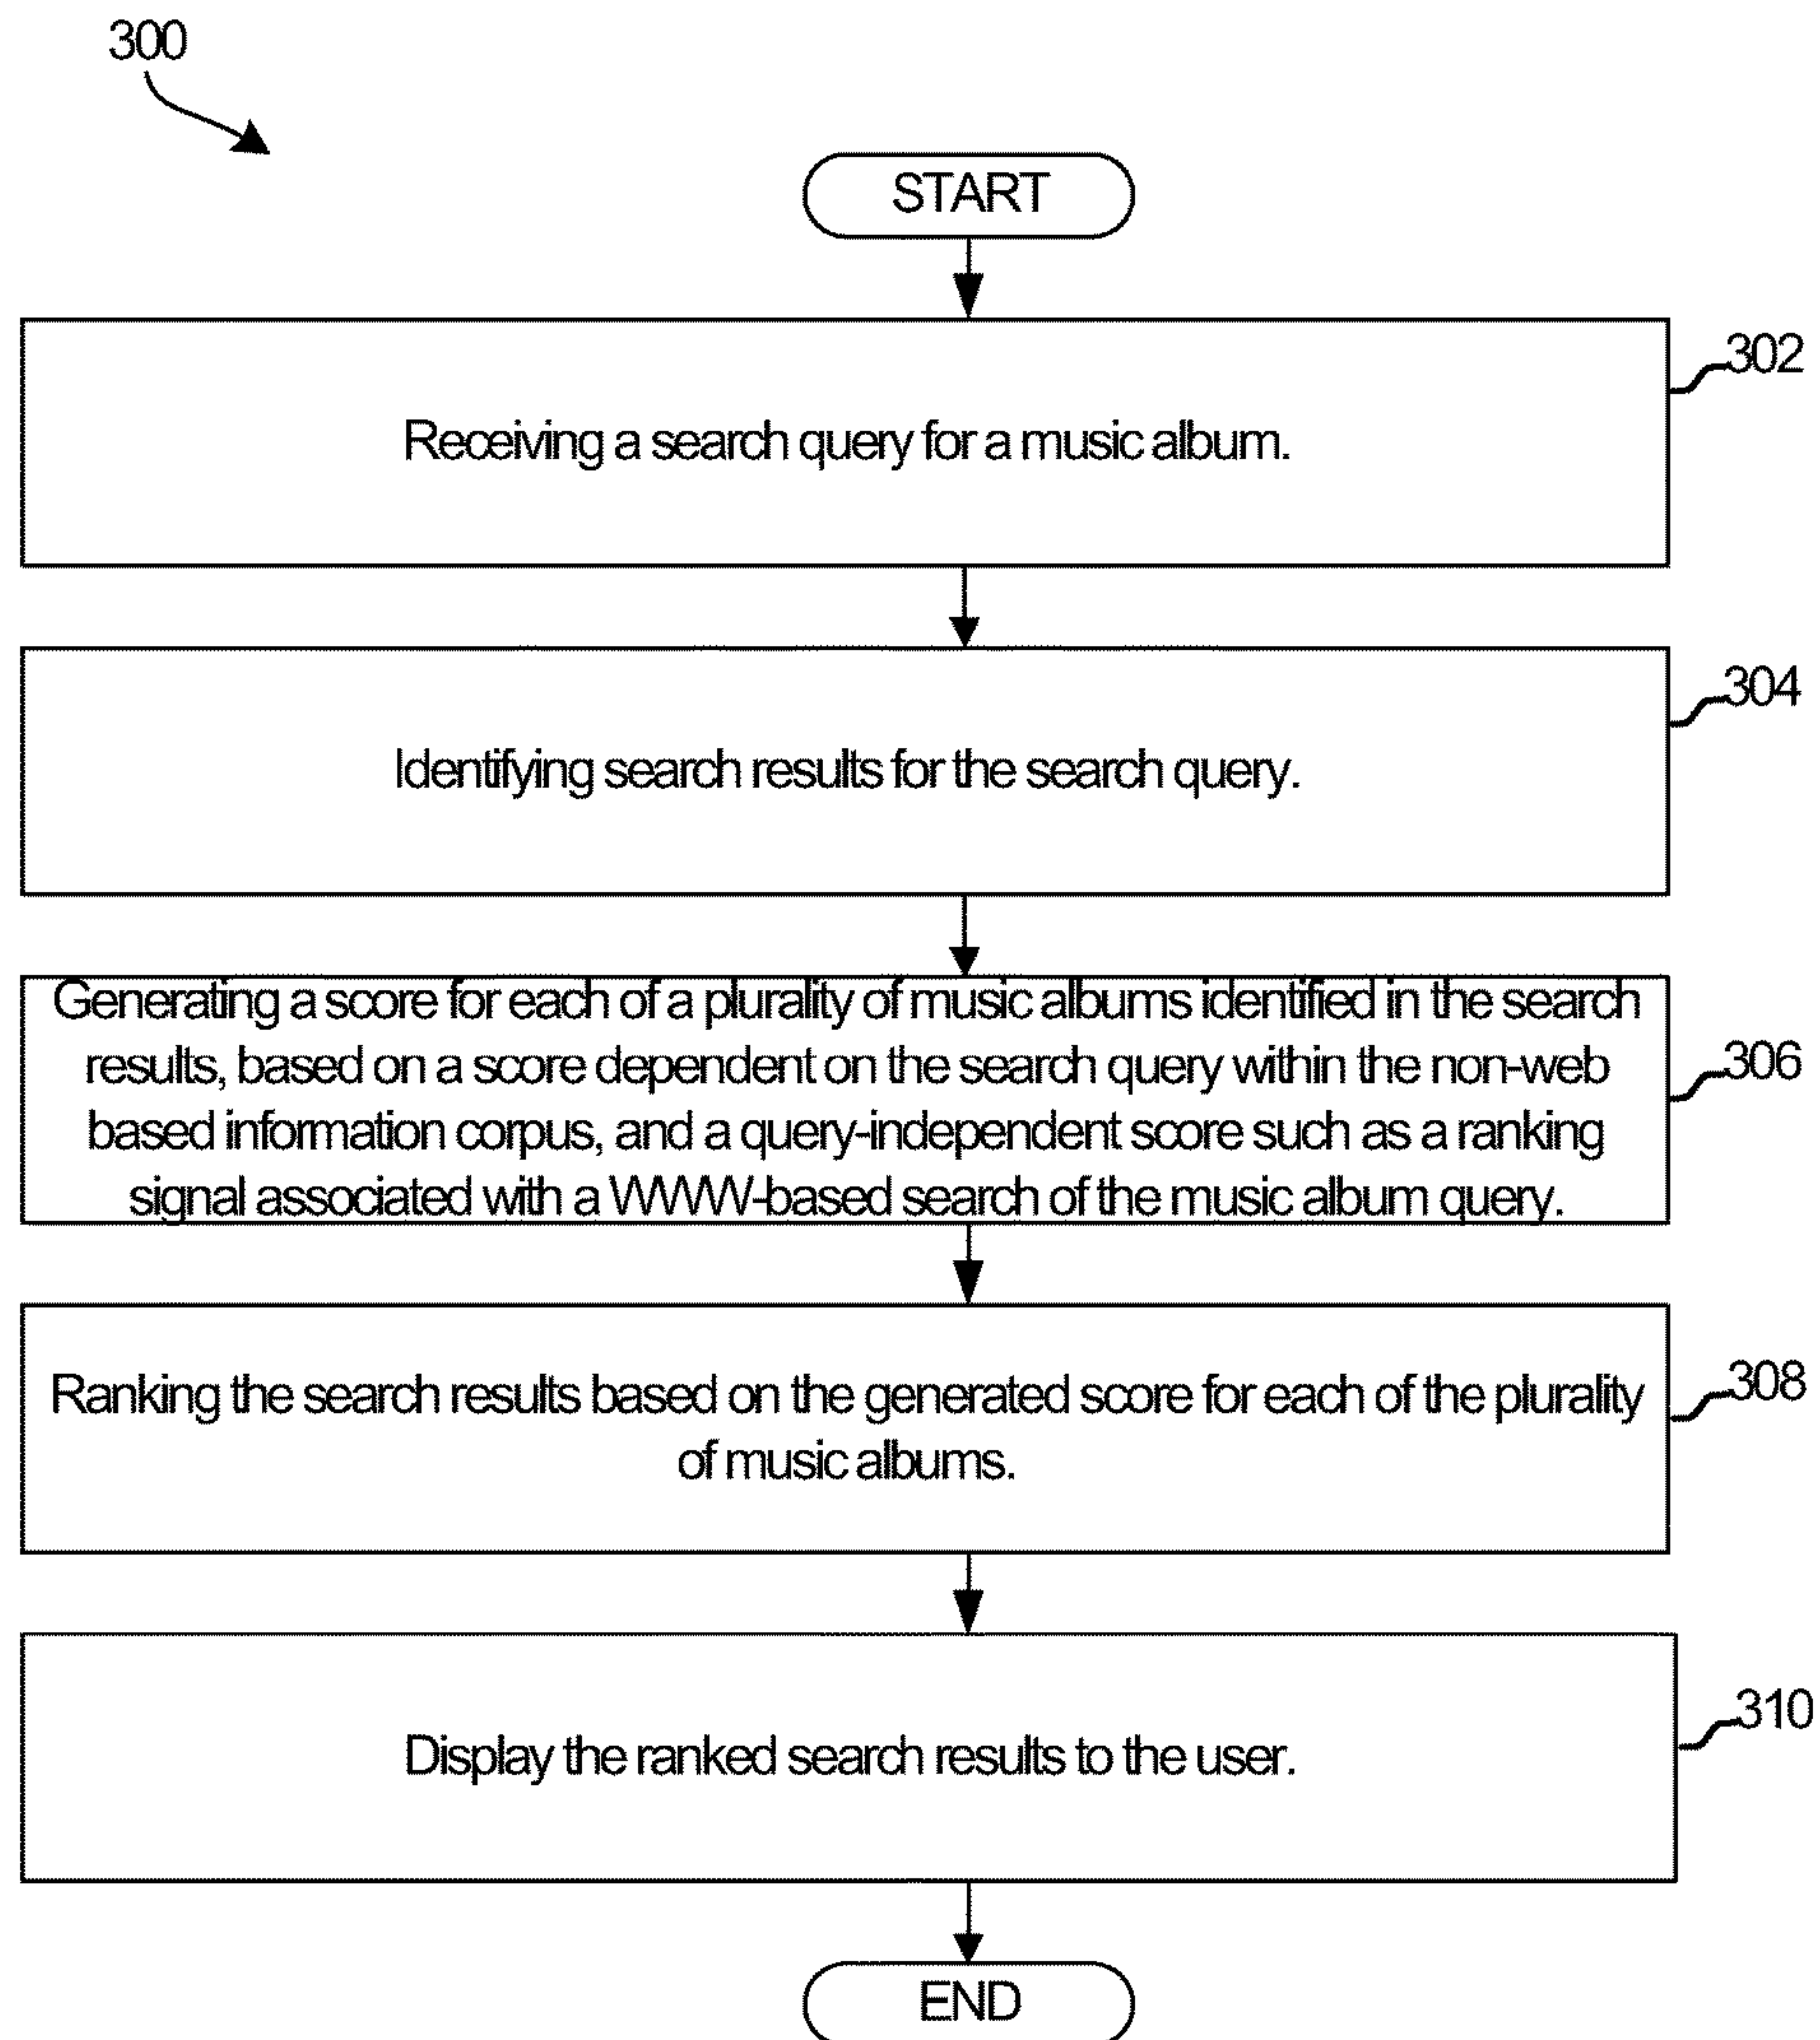 300
START
302
Receiving a search query for a music album.
304
Identifying search results for the search query.
Generating a score for each of a plurality of music albums identified in the search
results, based on a score dependent on the search query within the non-web
306
based information corpus, and a query-independent score such as a ranking
signal associated with a WWW-based search of the music album query.
308
Ranking the search results based on the generated score for each of the plurality
of music albums.
310
Display the ranked search results to the user.
END